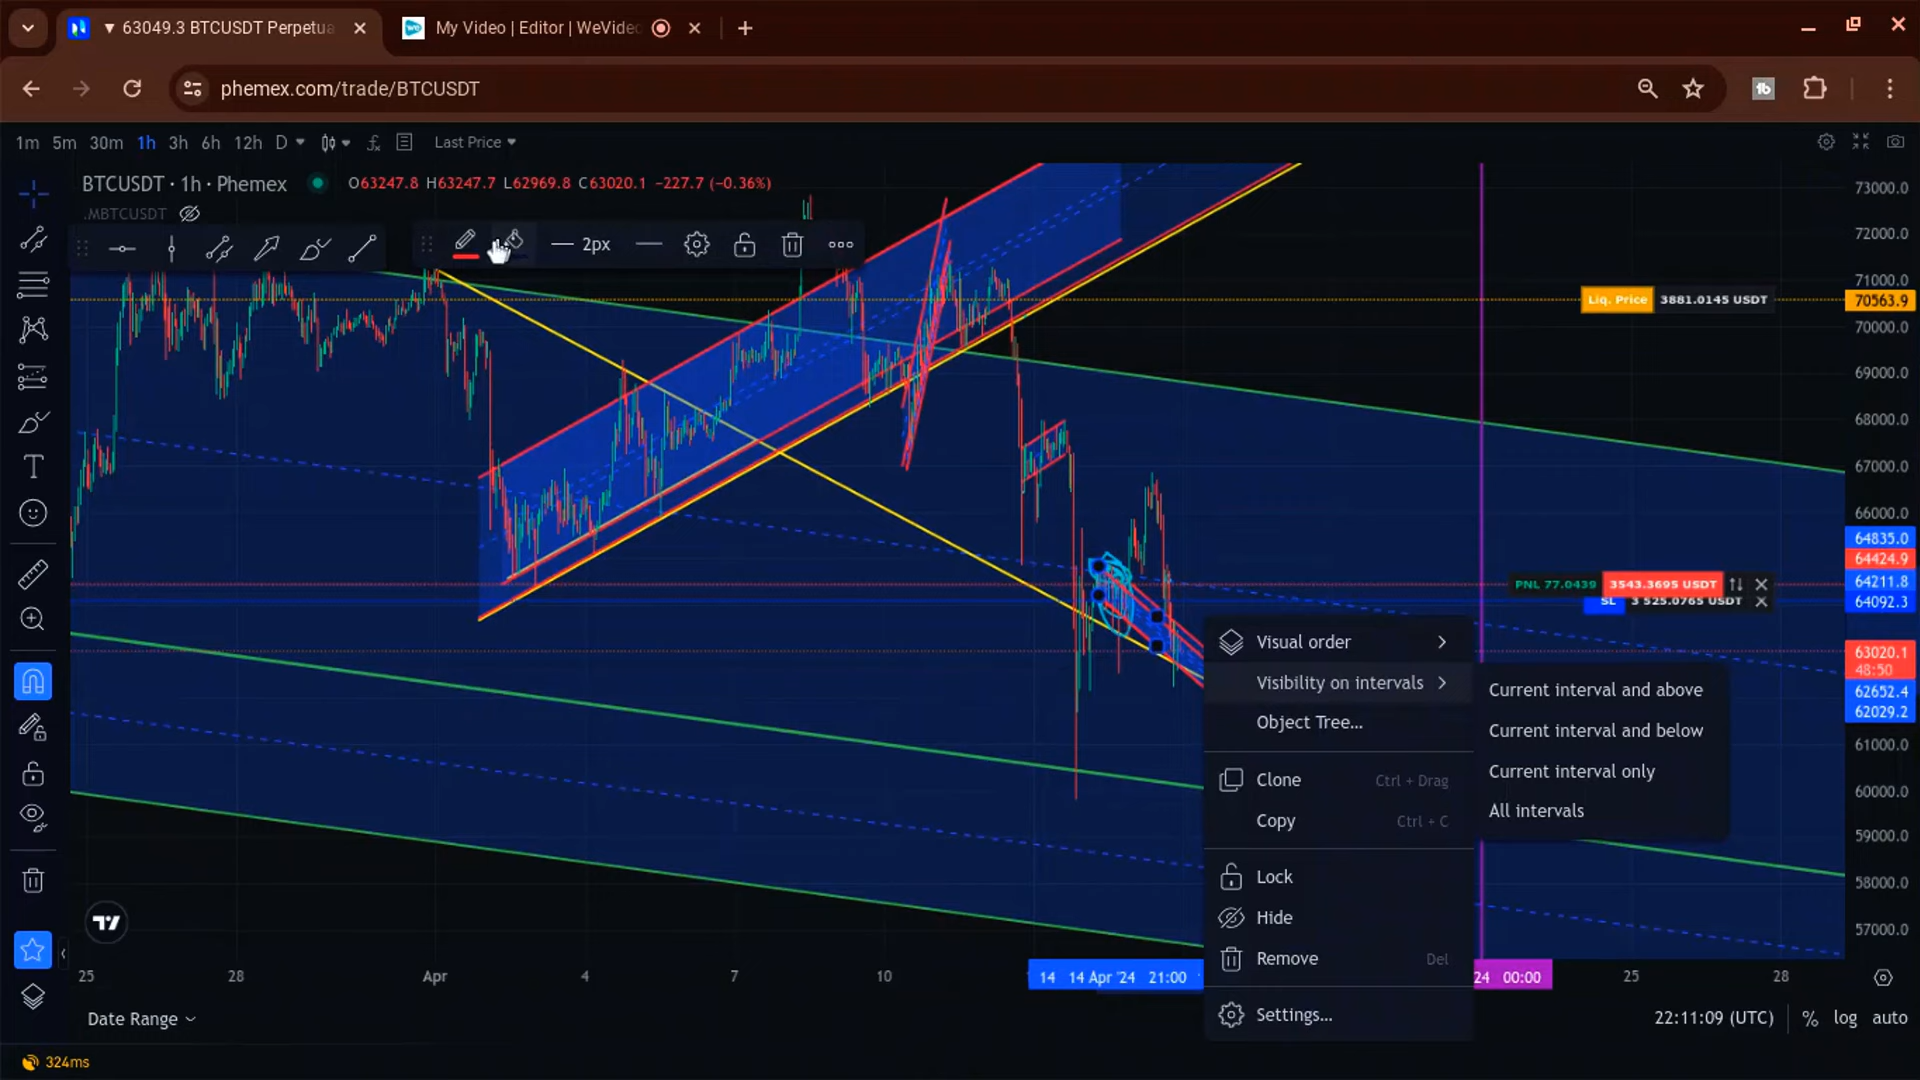 63049.3 BTCUSDT Perpetua
My Video | Editor | WeVide
phemex.com/trade/BTCUSDT
1m 5m 30m 1h 3h 6h 12h D Last Price
BTCUSDT · 1h · Phemex O63247.8 H63247.7 L62969.8 C63020.1 −227.7 (−0.36%)
.MBTCUSDT
2px
73000.0
72000.0
71000.0
Liq. Price 3881.0145 USDT 70563.9
70000.0
69000.0
68000.0
67000.0
66000.0
64835.0
64424.9
PNL 77.0439 3543.3695 USDT 64211.8
SL 3 525.0765 USDT 64092.3
63020.1
48:50
62652.4
62029.2
61000.0
60000.0
59000.0
58000.0
57000.0
Visual order
Visibility on intervals
Object Tree...
Clone Ctrl + Drag
Copy Ctrl + C
Lock
Hide
Remove Del
Settings...
Current interval and above
Current interval and below
Current interval only
All intervals
25 28 Apr 4 7 10 14 14 Apr '24 21:00 24 00:00 25 28
Date Range 22:11:09 (UTC) % log auto
324ms